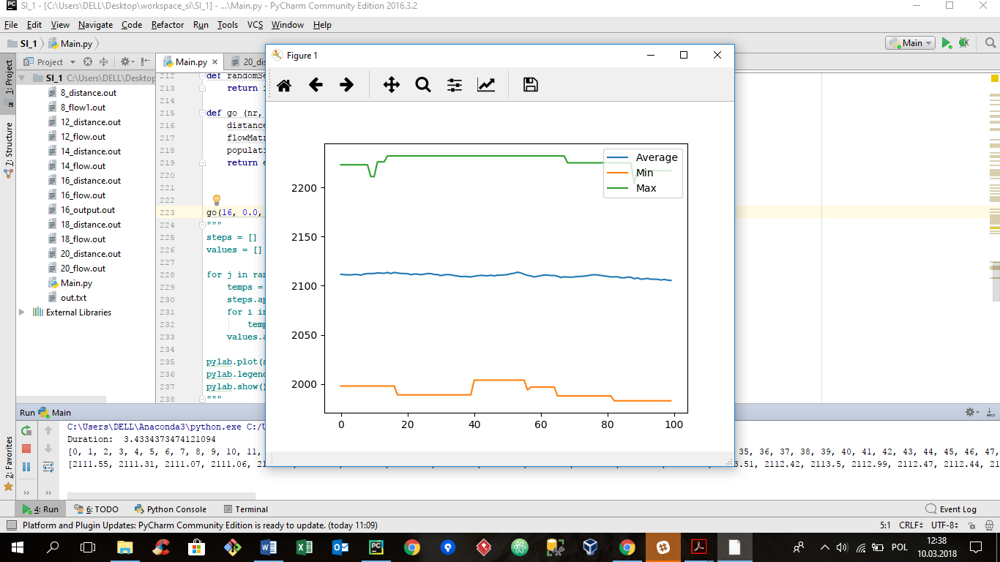 SI_1 - [C:\Users\DELL\Desktop\workspace_si\SI_1] - ...\Main.py - PyCharm Community Edition 2016.3.2
File Edit View Navigate Code Refactor Run Tools VCS Window Help
SI_1 Main.py
Main
1: Project
7: Structure
2: Favorites
Project
Main.py
20_dis
SI_1 C:\Users\DELL\Desktop
8_distance.out
8_flow1.out
12_distance.out
12_flow.out
14_distance.out
14_flow.out
16_distance.out
16_flow.out
16_output.out
18_distance.out
18_flow.out
20_distance.out
20_flow.out
Main.py
out.txt
External Libraries
212 def randomSe
213 return
214
215 def go (nr,
216 distance
217 flowMatr
218 populati
219 return e
220
221
222
223 go(16, 0.0,
224 """
225 steps = []
226 values = []
227
228 for j in ran
229 temps =
230 steps.ap
231 for i in
232 temp
233 values.a
234
235 pylab.plot(s
236 pylab.legend
237 pylab.show()
238 """
Figure 1
Average
Min
Max
2200
2150
2100
2050
2000
0 20 40 60 80 100
Run Main
C:\Users\DELL\Anaconda3\python.exe C:/U
Duration: 3.4334373474121094
[0, 1, 2, 3, 4, 5, 6, 7, 8, 9, 10, 11, 35, 36, 37, 38, 39, 40, 41, 42, 43, 44, 45, 46, 47,
[2111.55, 2111.31, 2111.07, 2111.06, 21 3.51, 2112.42, 2113.5, 2112.99, 2112.47, 2112.44, 21
4: Run 6: TODO Python Console Terminal Event Log
Platform and Plugin Updates: PyCharm Community Edition is ready to update. (today 11:09) 5:1 CRLF UTF-8
POL
12:38
10.03.2018